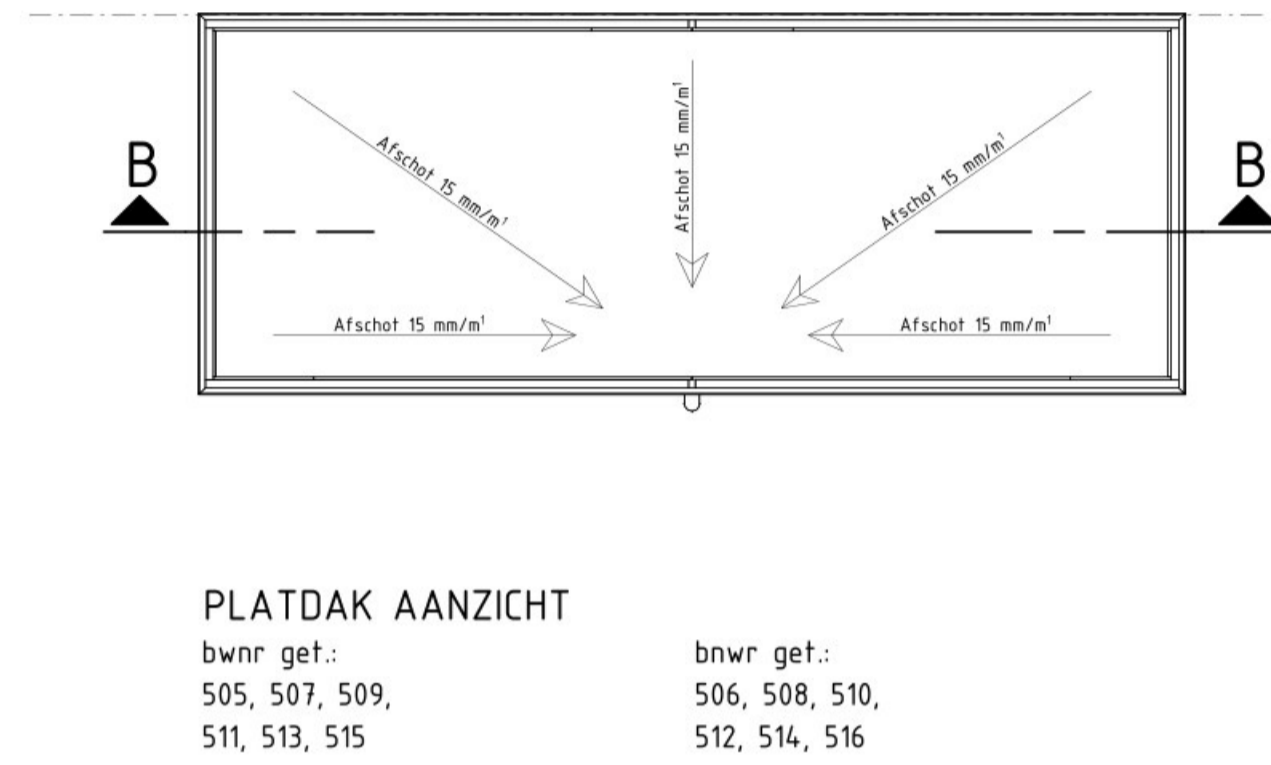 Afschot 15 mm/m¹
Afschot 15 mm/m¹
Afschot 15 mm/m¹
B
B
Afschot 15 mm/m¹
Afschot 15 mm/m¹
PLATDAK AANZICHT
bwnr get.:
505, 507, 509,
511, 513, 515
bnwr get.:
506, 508, 510,
512, 514, 516